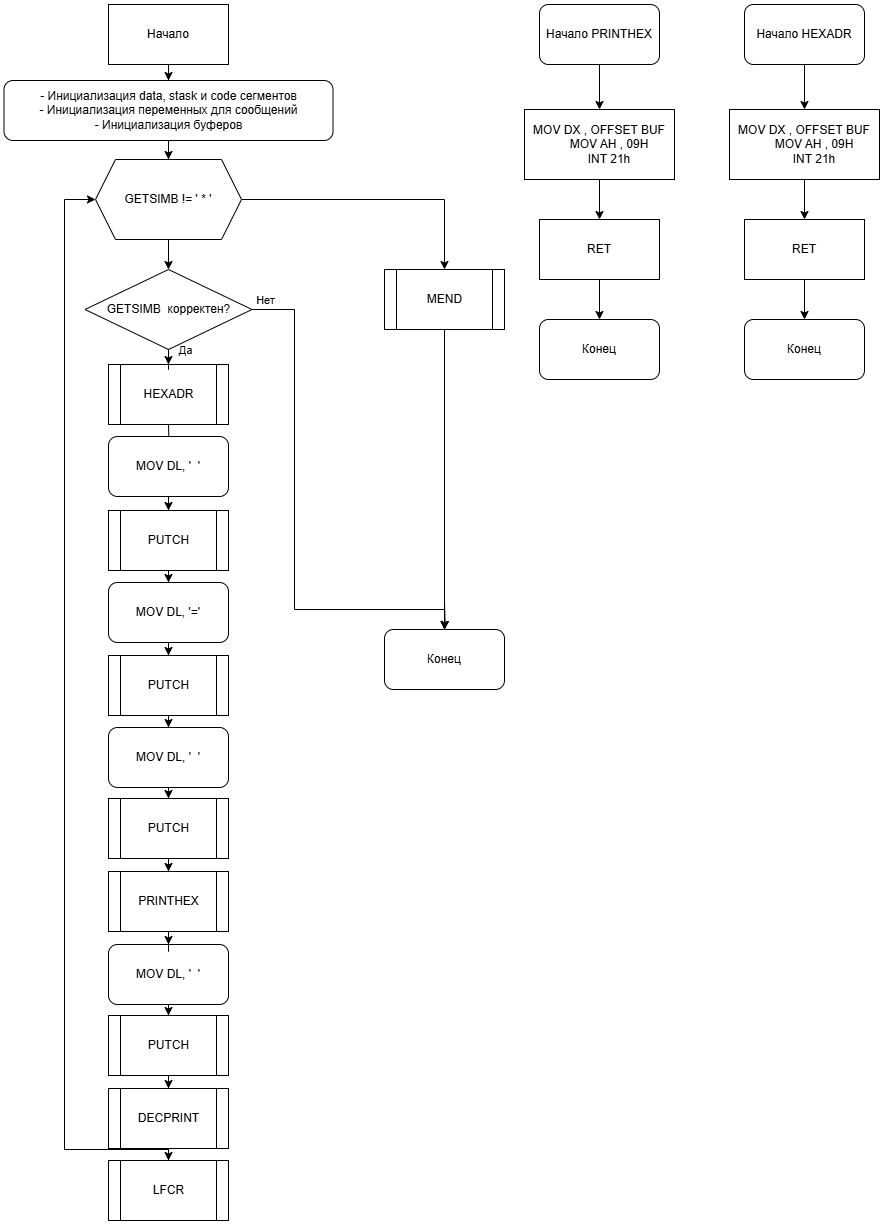 Начало
- Инициализация data, stask и code сегментов
- Инициализация переменных для сообщений
- Инициализация буферов
GETSIMB != ' * '
GETSIMB  корректен?
Нет
Да
HEXADR
MOV DL, '  '
PUTCH
MOV DL, '='
PUTCH
MOV DL, '  '
PUTCH
PRINTHEX
MOV DL, '  '
PUTCH
DECPRINT
LFCR
MEND
Конец
Начало PRINTHEX
MOV DX , OFFSET BUF
MOV AH , 09H
INT 21h
RET
Конец
Начало HEXADR
MOV DX , OFFSET BUF
MOV AH , 09H
INT 21h
RET
Конец